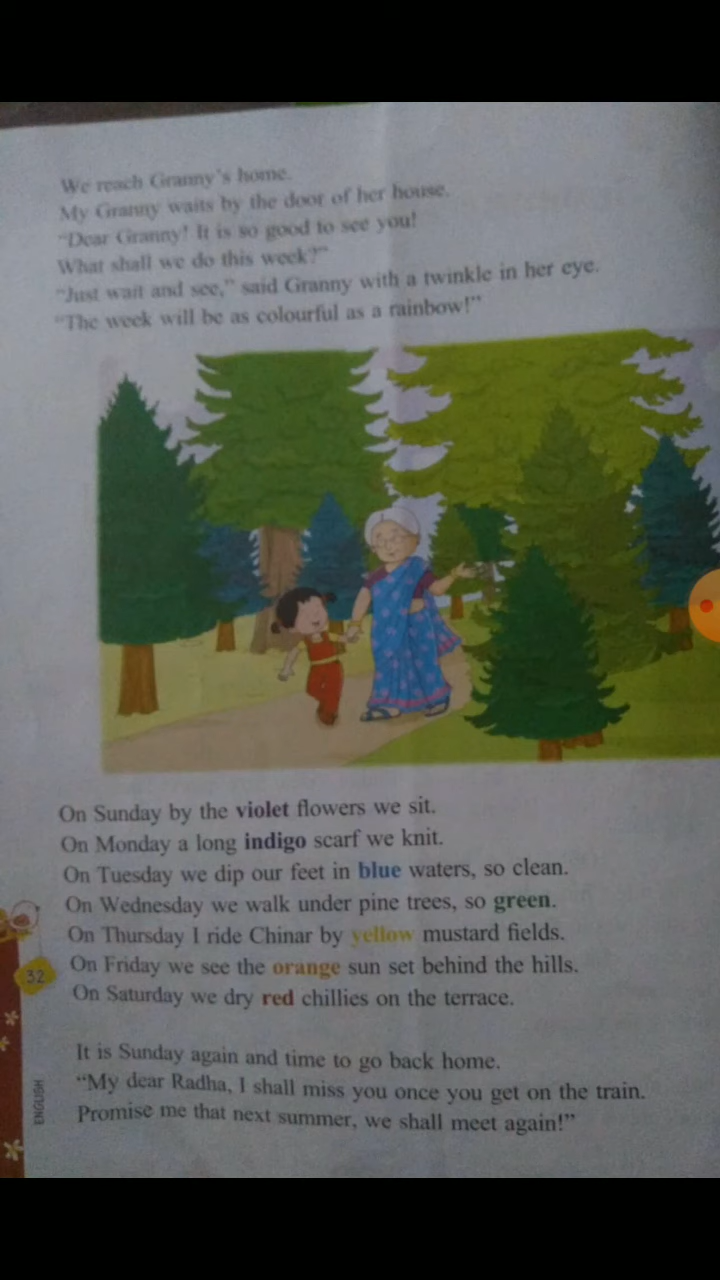 We reach Granny's home.
My Granny waits by the door of her house.
"Dear Granny! It is so good to see you!
What shall we do this week?"
"Just wait and see," said Granny with a twinkle in her eye.
"The week will be as colourful as a rainbow!"
On Sunday by the violet flowers we sit.
On Monday a long indigo scarf we knit.
On Tuesday we dip our feet in blue waters, so clean.
On Wednesday we walk under pine trees, so green.
On Thursday I ride Chinar by yellow mustard fields.
On Friday we see the orange sun set behind the hills.
On Saturday we dry red chillies on the terrace.
It is Sunday again and time to go back home.
"My dear Radha, I shall miss you once you get on the train.
Promise me that next summer, we shall meet again!"
32
ENGLISH